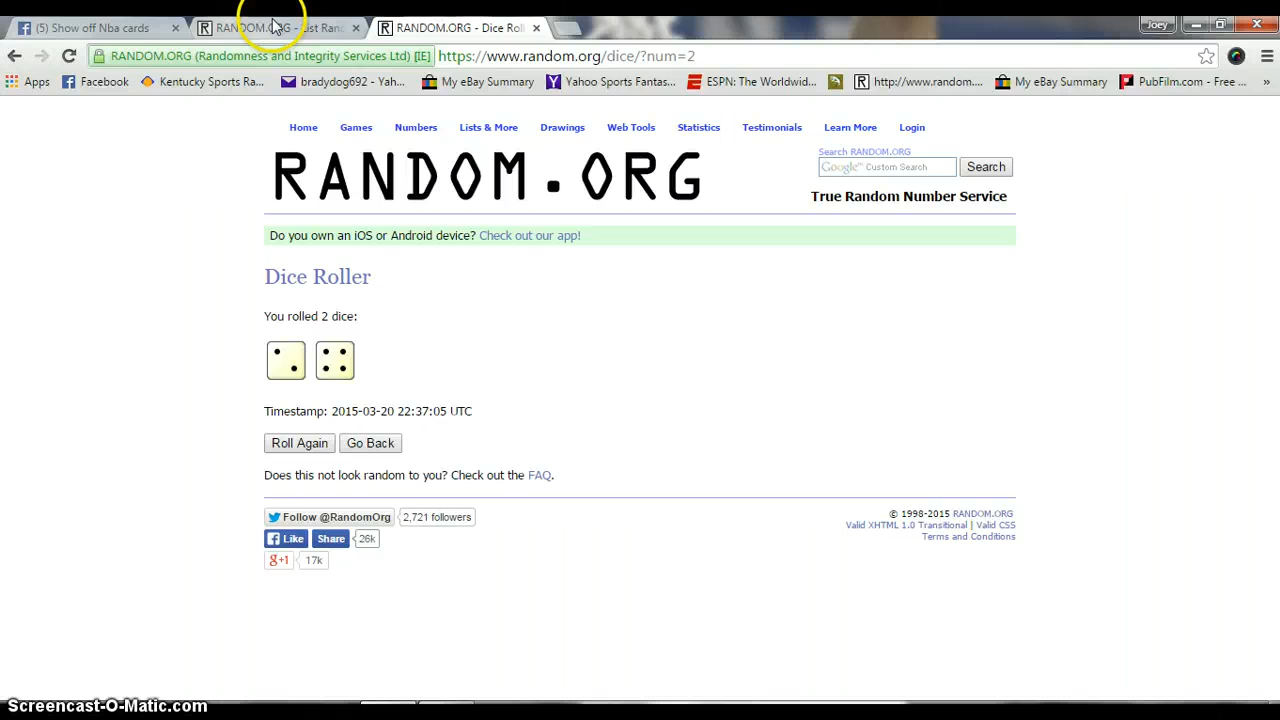 (5) Show off Nba cards
RANDOM.ORG - List Rand
RANDOM.ORG - Dice Roll
Joey
RANDOM.ORG (Randomness and Integrity Services Ltd) [IE]
https://www.random.org/dice/?num=2
Apps
Facebook
Kentucky Sports Ra...
bradydog692 - Yah...
My eBay Summary
Yahoo Sports Fantas...
ESPN: The Worldwid...
http://www.random....
My eBay Summary
PubFilm.com - Free ...
Home
Games
Numbers
Lists & More
Drawings
Web Tools
Statistics
Testimonials
Learn More
Login
RANDOM.ORG
Search RANDOM.ORG
Google™ Custom Search
Search
True Random Number Service
Do you own an iOS or Android device? Check out our app!
Dice Roller
You rolled 2 dice:
Timestamp: 2015-03-20 22:37:05 UTC
Roll Again
Go Back
Does this not look random to you? Check out the FAQ.
Follow @RandomOrg
2,721 followers
Like
Share
26k
g+1
17k
© 1998-2015 RANDOM.ORG
Valid XHTML 1.0 Transitional | Valid CSS
Terms and Conditions
Screencast-O-Matic.com